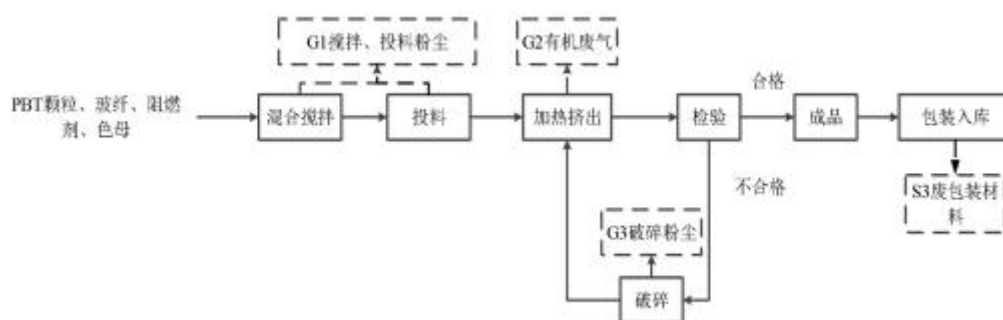 G1搅拌、投料粉尘
G2有机废气
合格
PBT颗粒、玻纤、阻燃
剂、色母
混合搅拌
投料
加热挤出
检验
成品
包装入库
不合格
S3废包装材
料
G3破碎粉尘
破碎